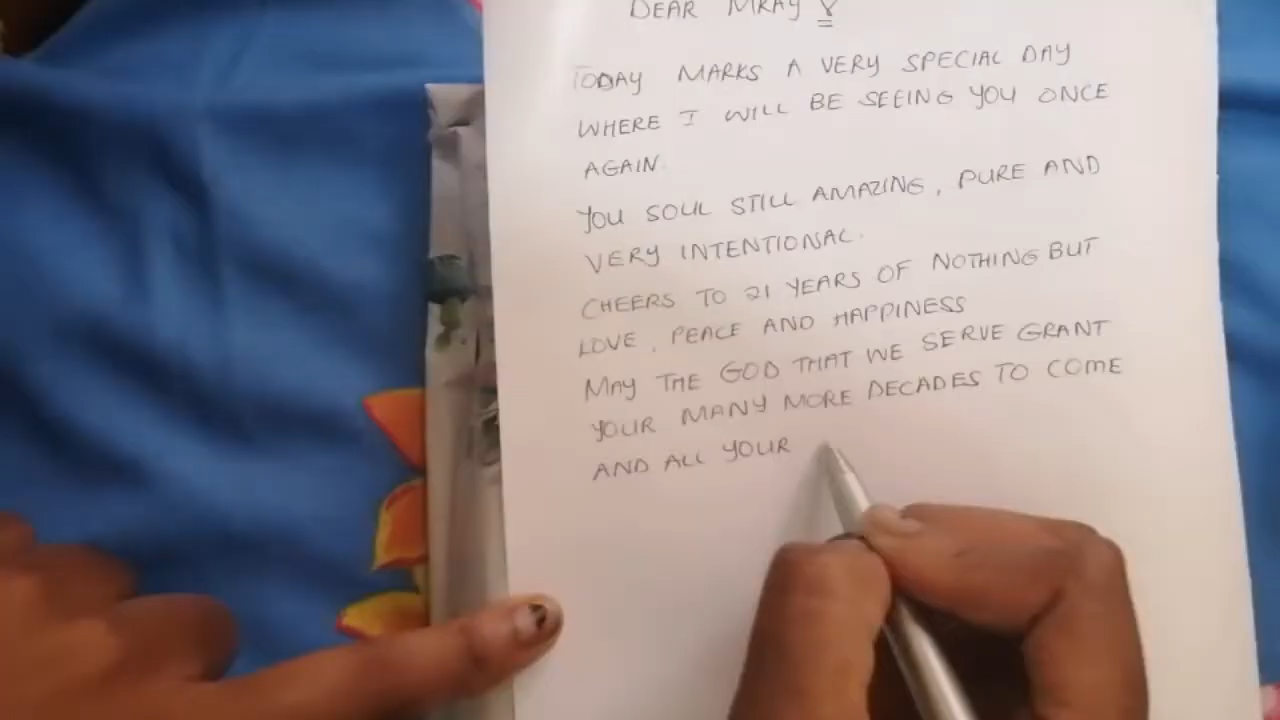 DEAR MRAY
TODAY MARKS A VERY SPECIAL DAY
WHERE I WILL BE SEEING YOU ONCE
AGAIN.
YOU SOUL STILL AMAZING, PURE AND
VERY INTENTIONAL.
CHEERS TO 21 YEARS OF NOTHING BUT
LOVE, PEACE AND HAPPINESS
MAY THE GOD THAT WE SERVE GRANT
YOUR MANY MORE DECADES TO COME
AND ALL YOUR